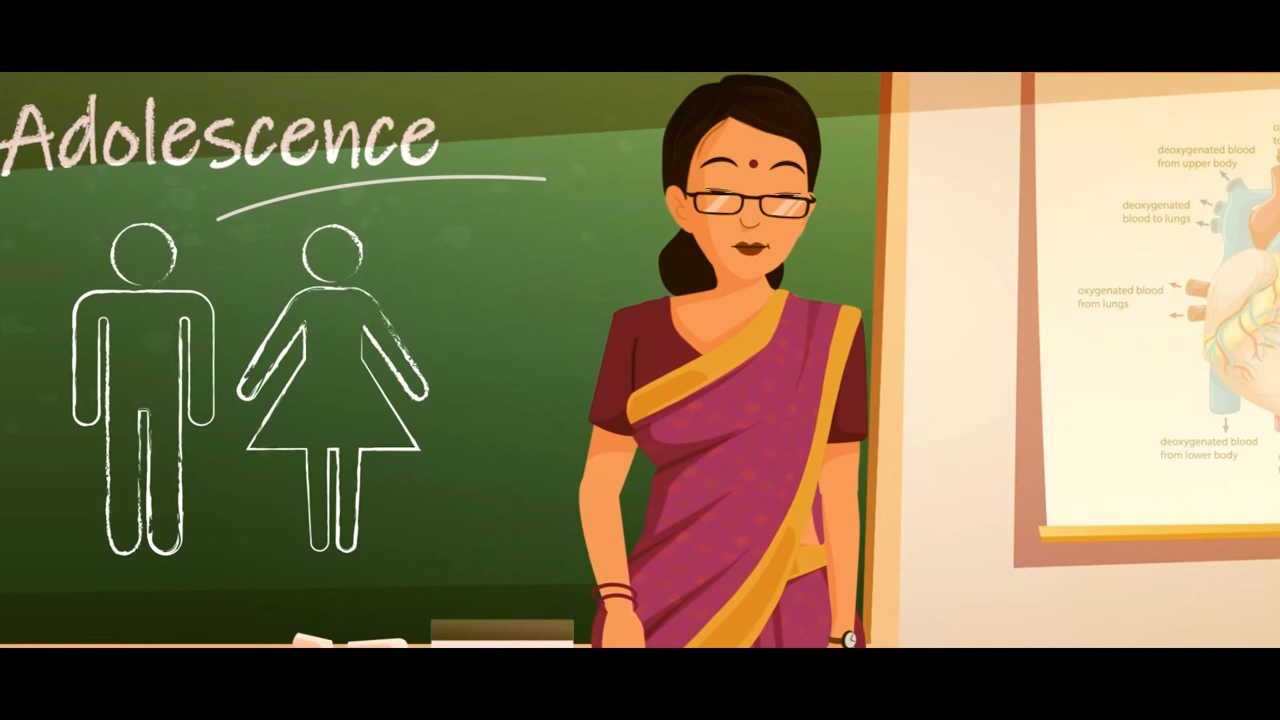 Adolescence
deoxygenated blood
from upper body
deoxygenated
blood to lungs
oxygenated blood
from lungs
deoxygenated blood
from lower body